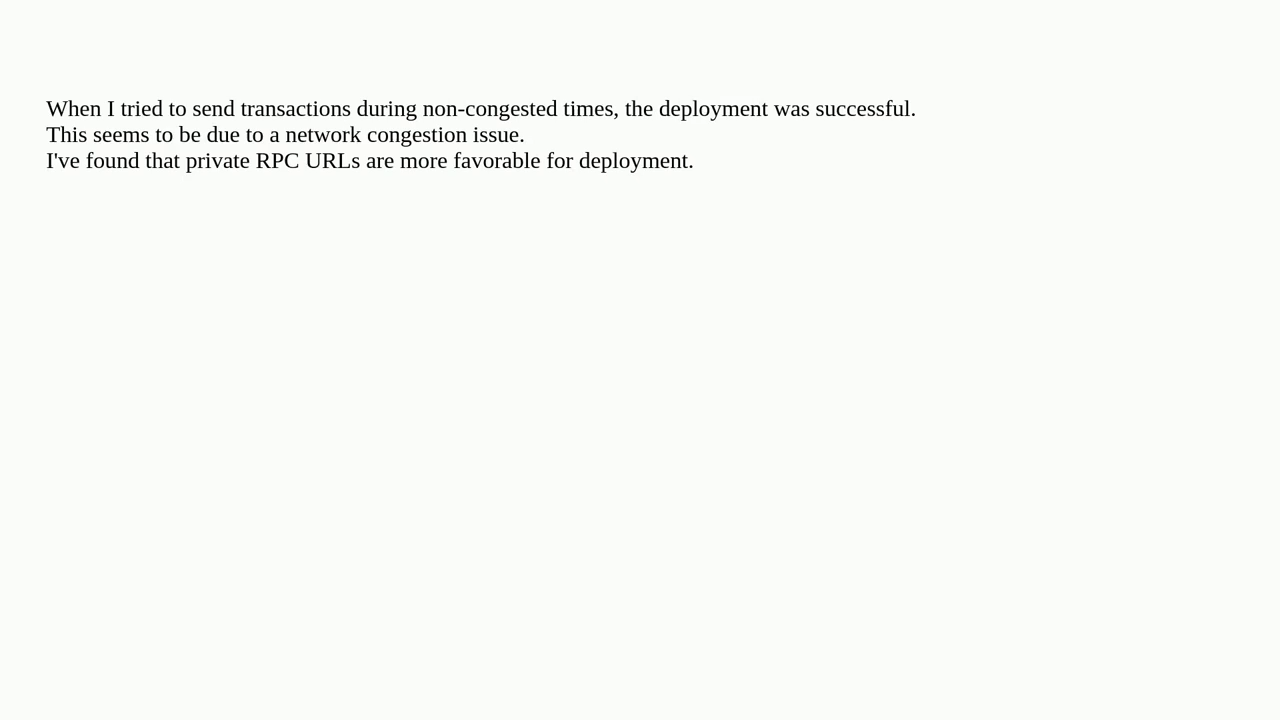 When I tried to send transactions during non-congested times, the deployment was successful.
This seems to be due to a network congestion issue.
I've found that private RPC URLs are more favorable for deployment.